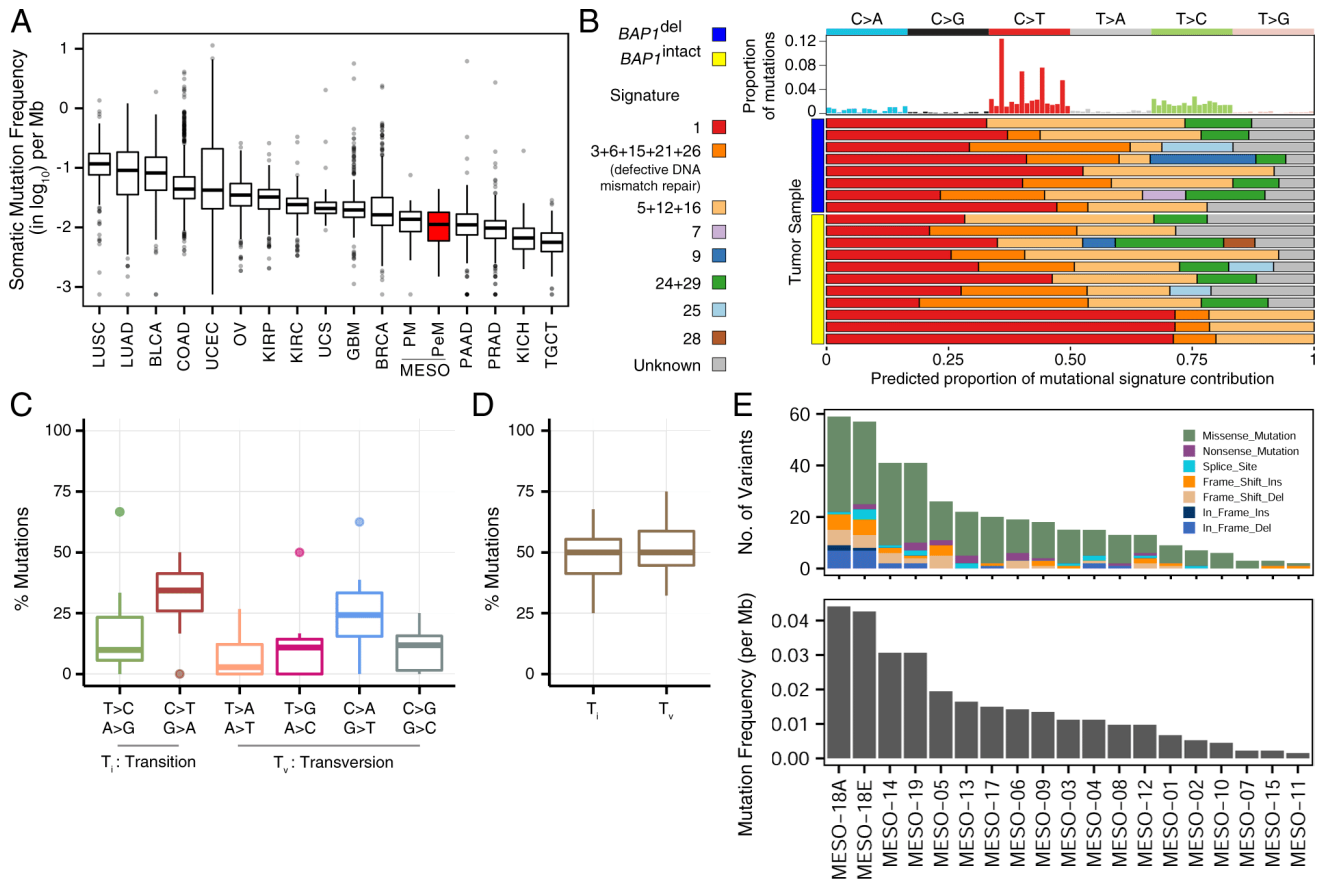 A
Somatic Mutation Frequency
(in log10) per Mb
1
0
-1
-2
-3
LUSC
LUAD
BLCA
COAD
UCEC
OV
KIRP
KIRC
UCS
GBM
BRCA
PM
PeM
PAAD
PRAD
KICH
TGCT
MESO
B
BAP1del
BAP1intact
Signature
1
3+6+15+21+26
(defective DNA
mismatch repair)
5+12+16
7
9
24+29
25
28
Unknown
C>A
C>G
C>T
T>A
T>C
T>G
Proportion
of mutations
0.12
0.08
0.04
0
Tumor Sample
0
0.25
0.50
0.75
1
Predicted proportion of mutational signature contribution
C
% Mutations
100
75
50
25
0
T>C
A>G
C>T
G>A
T>A
A>T
T>G
A>C
C>A
G>T
C>G
G>C
Ti: Transition
Tv: Transversion
D
% Mutations
100
75
50
25
0
Ti
Tv
E
No. of Variants
60
40
20
0
Missense_Mutation
Nonsense_Mutation
Splice_Site
Frame_Shift_Ins
Frame_Shift_Del
In_Frame_Ins
In_Frame_Del
Mutation Frequency (per Mb)
0.04
0.03
0.02
0.01
0.00
MESO-18A
MESO-18E
MESO-14
MESO-19
MESO-05
MESO-13
MESO-17
MESO-06
MESO-09
MESO-03
MESO-04
MESO-08
MESO-12
MESO-01
MESO-02
MESO-10
MESO-07
MESO-15
MESO-11